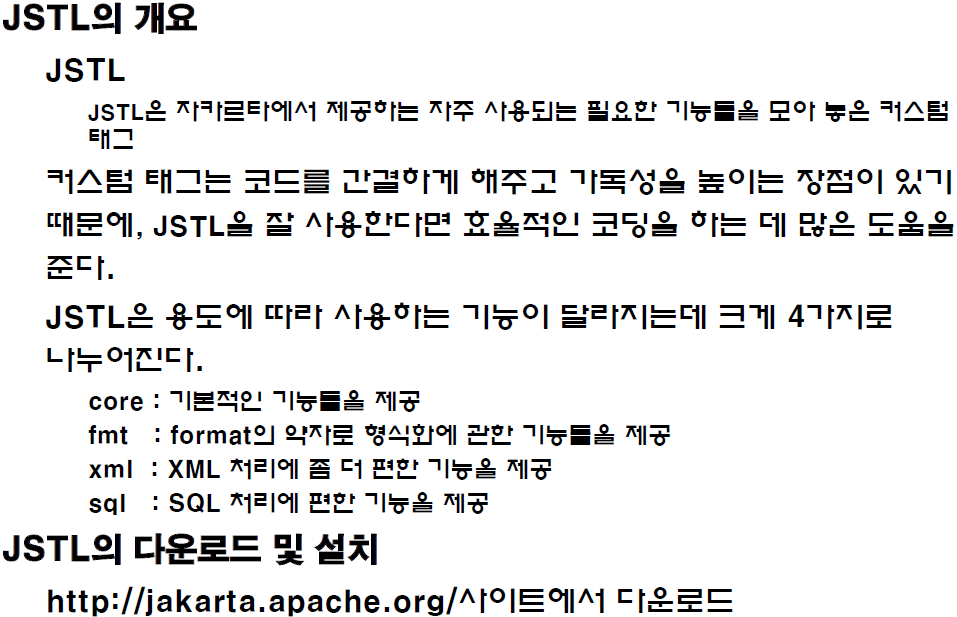 JSTL의 개요
JSTL
JSTL은 자카르타에서 제공하는 자주 사용되는 필요한 기능들을 모아 놓은 커스텀
태그
커스텀 태그는 코드를 간결하게 해주고 가독성을 높이는 장점이 있기
때문에, JSTL을 잘 사용한다면 효율적인 코딩을 하는 데 많은 도움을
준다.
JSTL은 용도에 따라 사용하는 기능이 달라지는데 크게 4가지로
나누어진다.
core : 기본적인 기능들을 제공
fmt : format의 약자로 형식화에 관한 기능들을 제공
xml : XML 처리에 좀 더 편한 기능을 제공
sql : SQL 처리에 편한 기능을 제공
JSTL의 다운로드 및 설치
http://jakarta.apache.org/사이트에서 다운로드